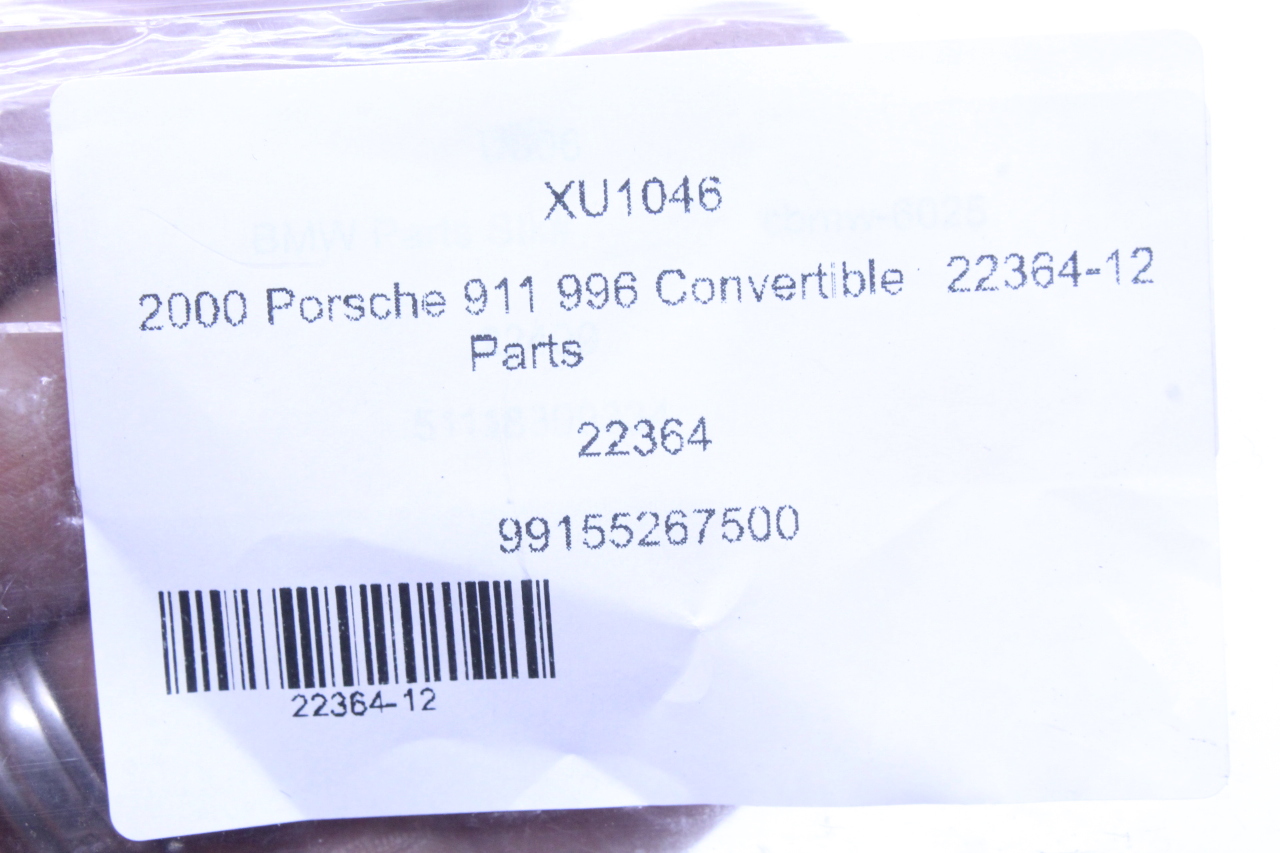 XU1046
2000 Porsche 911 996 Convertible 22364-12
Parts
22364
99155267500
22364-12